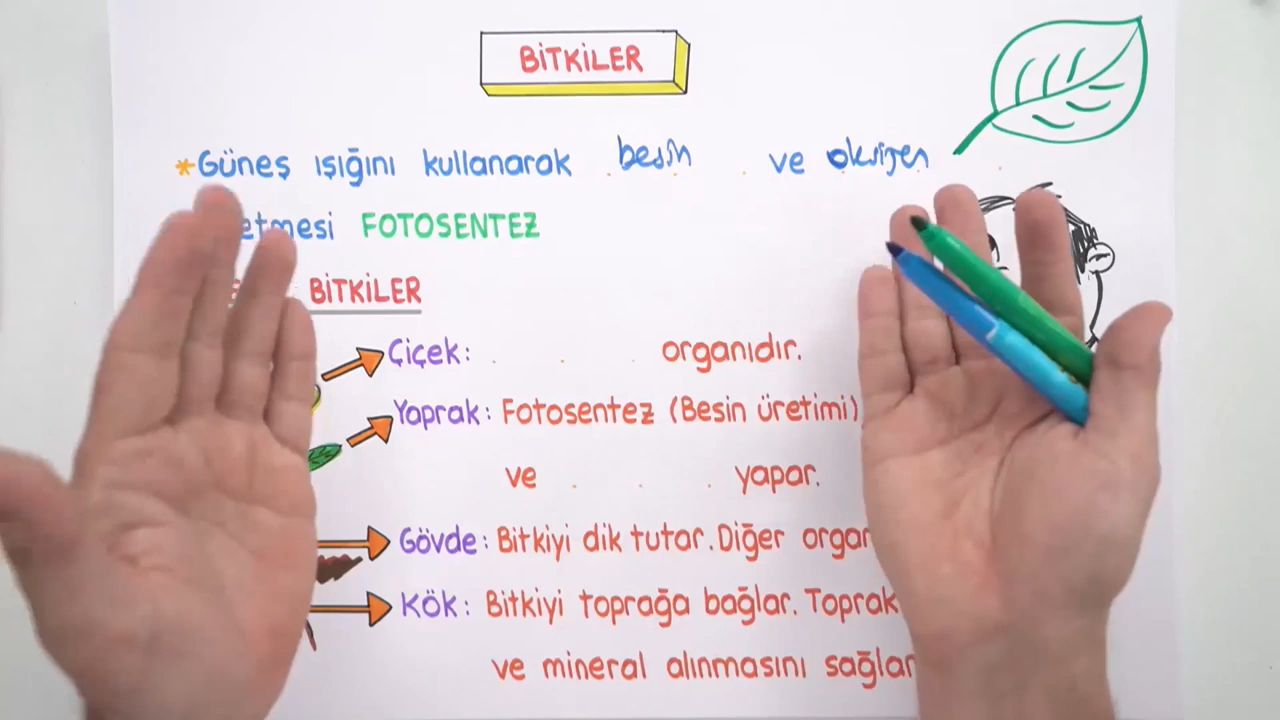 BİTKİLER
*Güneş ışığını kullanarak besin ve oksijen
etmesi FOTOSENTEZ
BİTKİLER
Çiçek: . . . organıdır.
Yaprak: Fotosentez (Besin üretimi)
ve . . . yapar.
Gövde: Bitkiyi dik tutar. Diğer organ
Kök: Bitkiyi toprağa bağlar. Toprak
ve mineral alınmasını sağlar